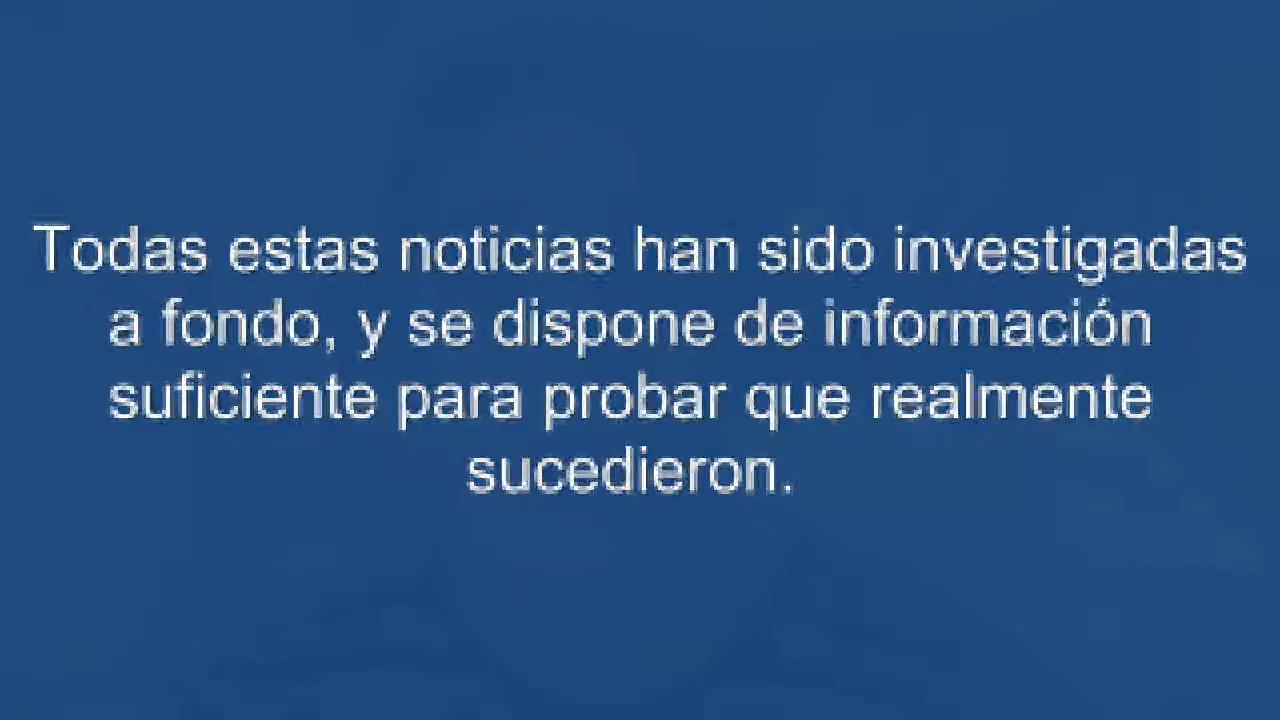 Todas estas noticias han sido investigadas
a fondo, y se dispone de información
suficiente para probar que realmente
sucedieron.